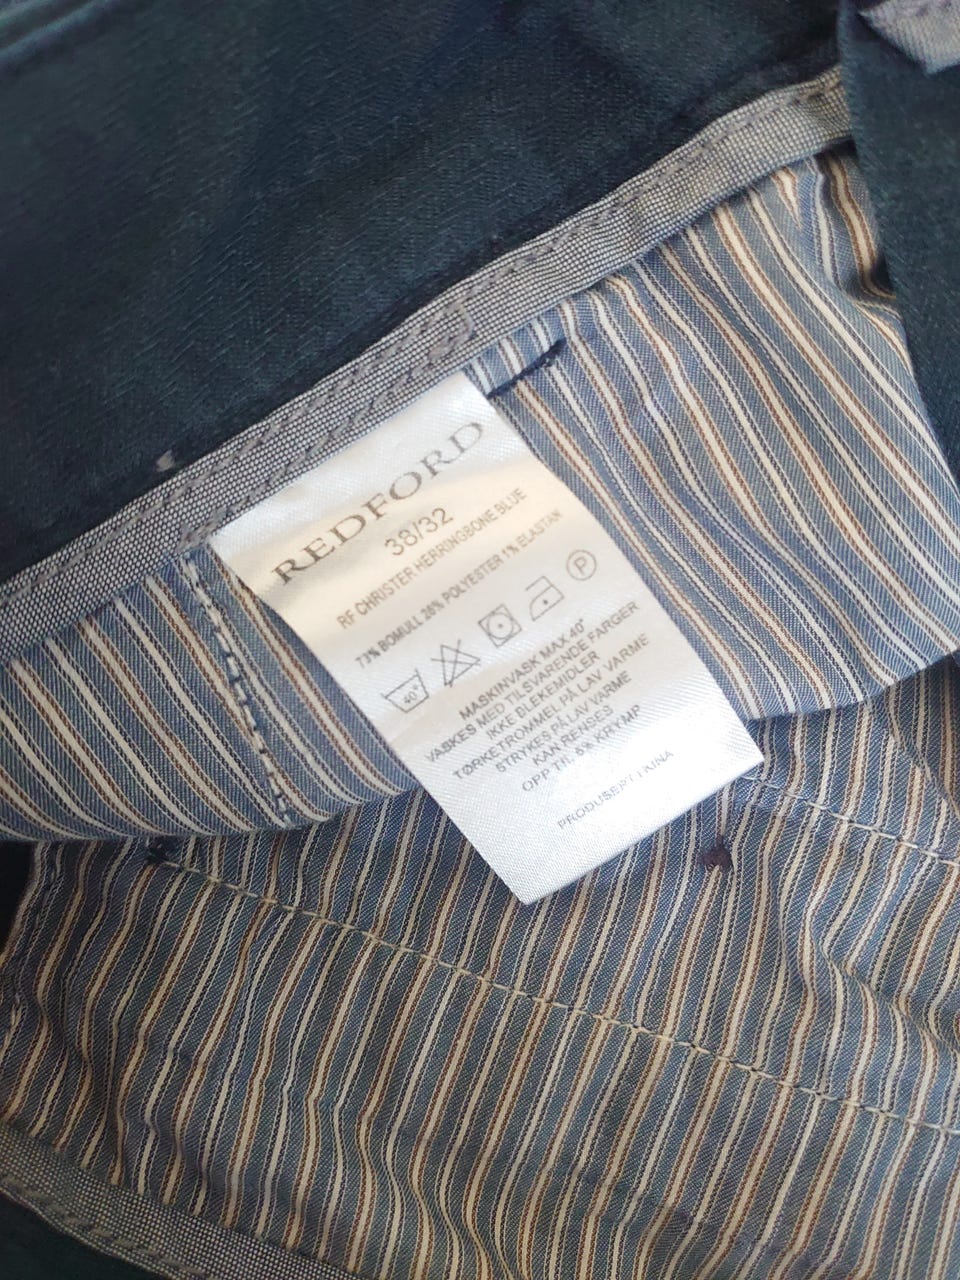 REDFORD
38/32
RF CHRISTER HERRINGBONE BLUE
73% BOMULL 26% POLYESTER 1% ELASTAN
40°
P
MASKINVASK MAX 40°
VASKES MED TILSVARENDE FARGER
IKKE BLEKEMIDLER
TØRKETROMMEL PÅ LAV VARME
STRYKES PÅ LAV VARME
KAN RENSES
OPP TIL 5% KRYMP
PRODUSERT I KINA